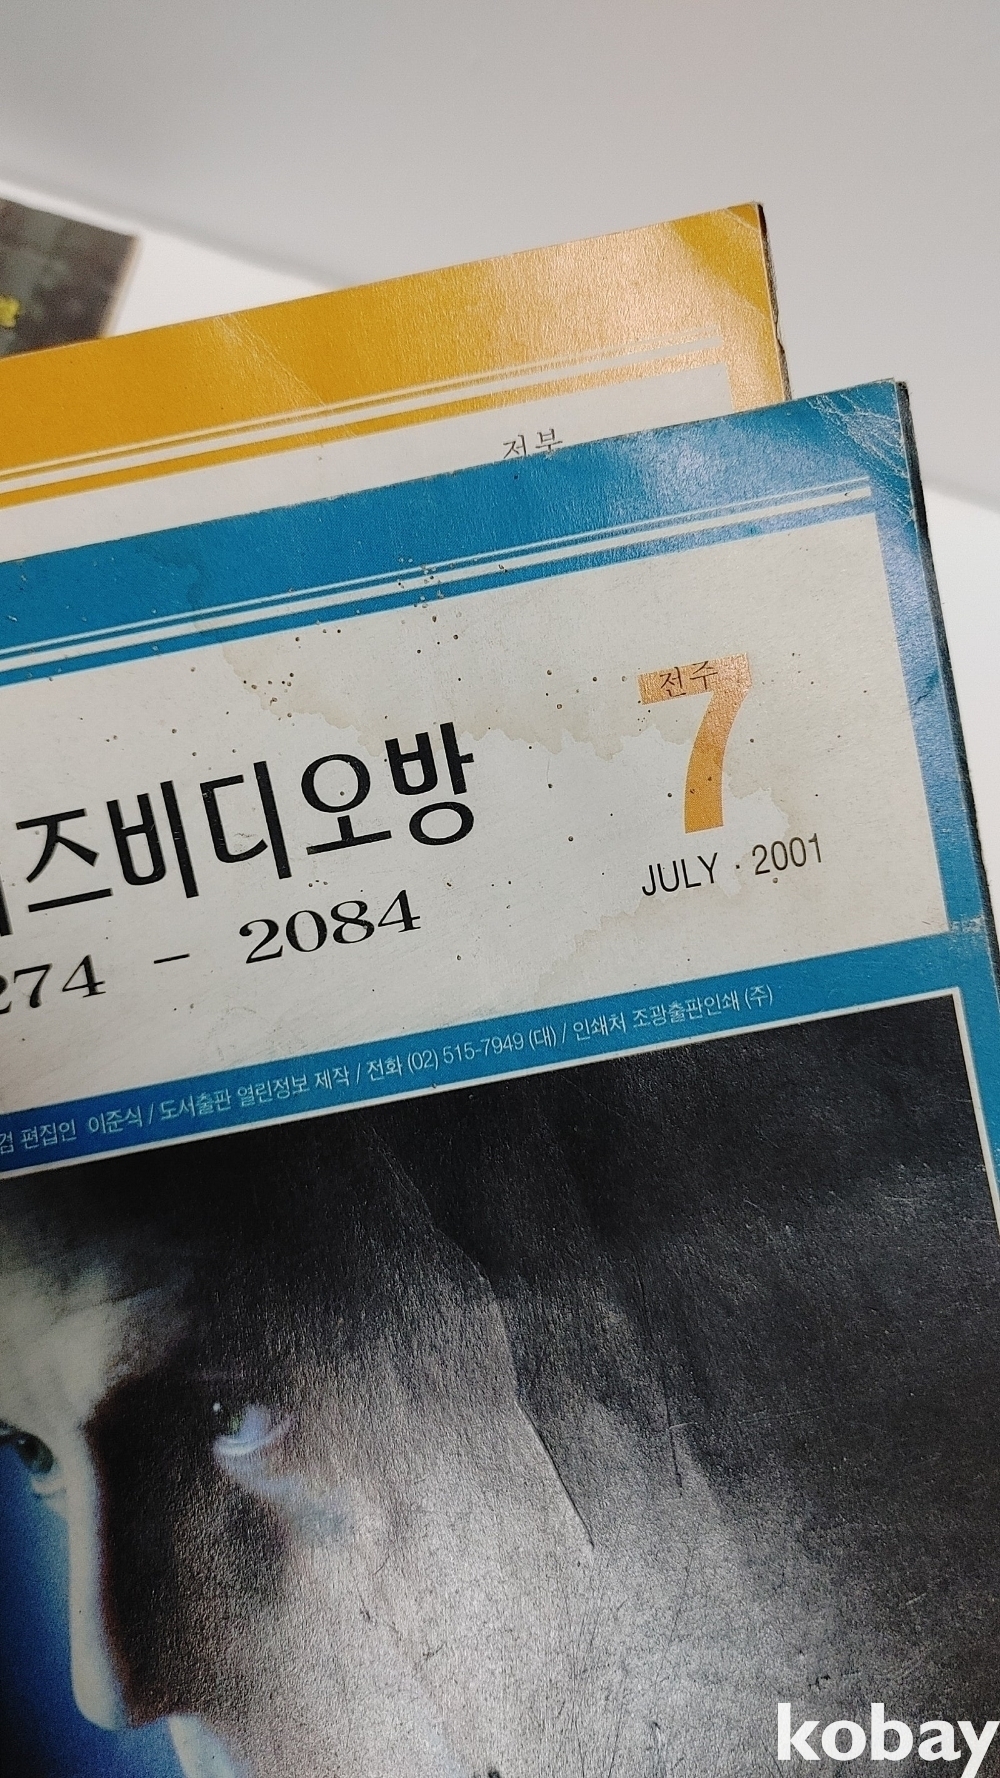 전북
전주
7
즈비디오방
JULY · 2001
274 - 2084
겸 편집인 이준식 / 도서출판 열린정보 제작 / 전화 (02) 515-7949 (대) / 인쇄처 조광출판인쇄 (주)
kobay